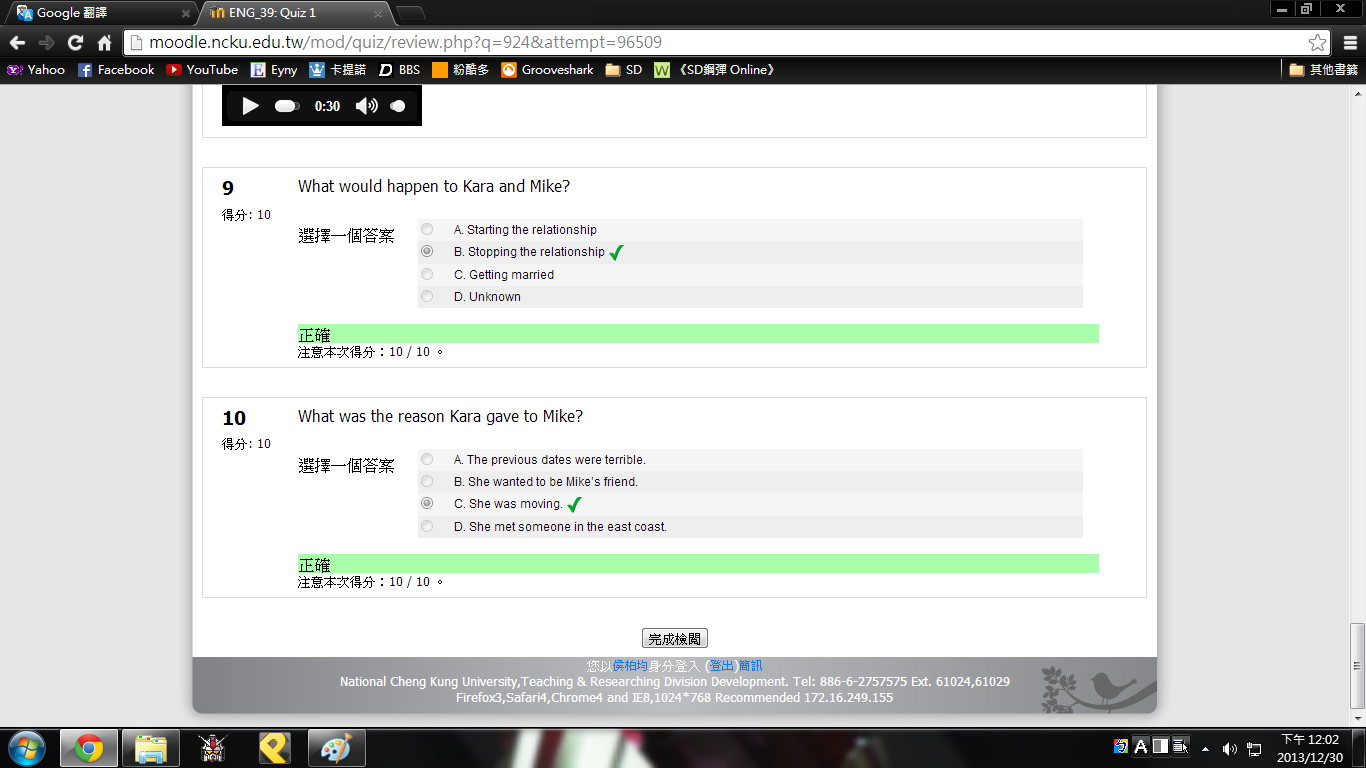 Google 翻譯
ENG_39: Quiz 1
moodle.ncku.edu.tw/mod/quiz/review.php?q=924&attempt=96509
Yahoo Facebook YouTube Eyny 卡提諾 BBS 粉酷多 Grooveshark SD 《SD鋼彈 Online》 其他書籤
0:30
9 What would happen to Kara and Mike?
得分: 10
選擇一個答案
A. Starting the relationship
B. Stopping the relationship
C. Getting married
D. Unknown
正確
注意本次得分：10 / 10 。
10 What was the reason Kara gave to Mike?
得分: 10
選擇一個答案
A. The previous dates were terrible.
B. She wanted to be Mike's friend.
C. She was moving.
D. She met someone in the east coast.
正確
注意本次得分：10 / 10 。
完成檢閱
您以侯柏均身分登入 (登出)簡訊
National Cheng Kung University,Teaching & Researching Division Development. Tel: 886-6-2757575 Ext. 61024,61029
Firefox3,Safari4,Chrome4 and IE8,1024*768 Recommended 172.16.249.155
下午 12:02
2013/12/30